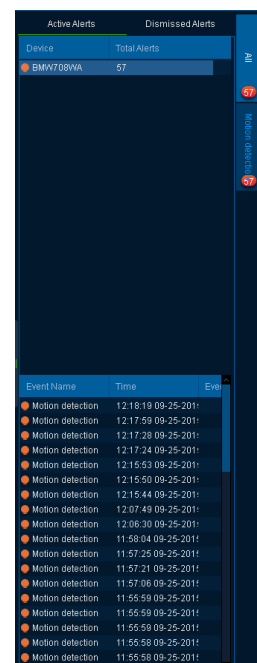 Active Alerts Dismissed Alerts
Device Total Alerts
BMW708WA 57
All
57
Motion detection
57
Event Name Time Eve
Motion detection 12:18:19 09-25-201
Motion detection 12:17:59 09-25-201
Motion detection 12:17:28 09-25-201
Motion detection 12:17:24 09-25-201
Motion detection 12:15:53 09-25-201
Motion detection 12:15:50 09-25-201
Motion detection 12:15:44 09-25-201
Motion detection 12:07:49 09-25-201
Motion detection 12:06:30 09-25-201
Motion detection 11:58:04 09-25-201
Motion detection 11:57:25 09-25-201
Motion detection 11:57:21 09-25-201
Motion detection 11:57:06 09-25-201
Motion detection 11:55:59 09-25-201
Motion detection 11:55:59 09-25-201
Motion detection 11:55:58 09-25-201
Motion detection 11:55:58 09-25-201